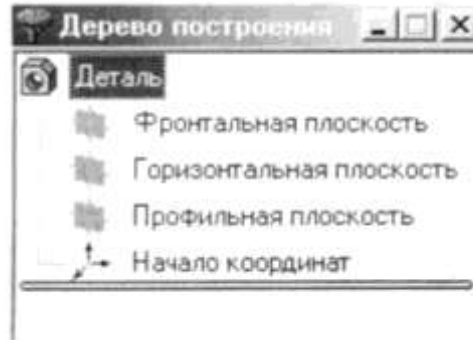 Дерево построения
Деталь
Фронтальная плоскость
Горизонтальная плоскость
Профильная плоскость
Начало координат